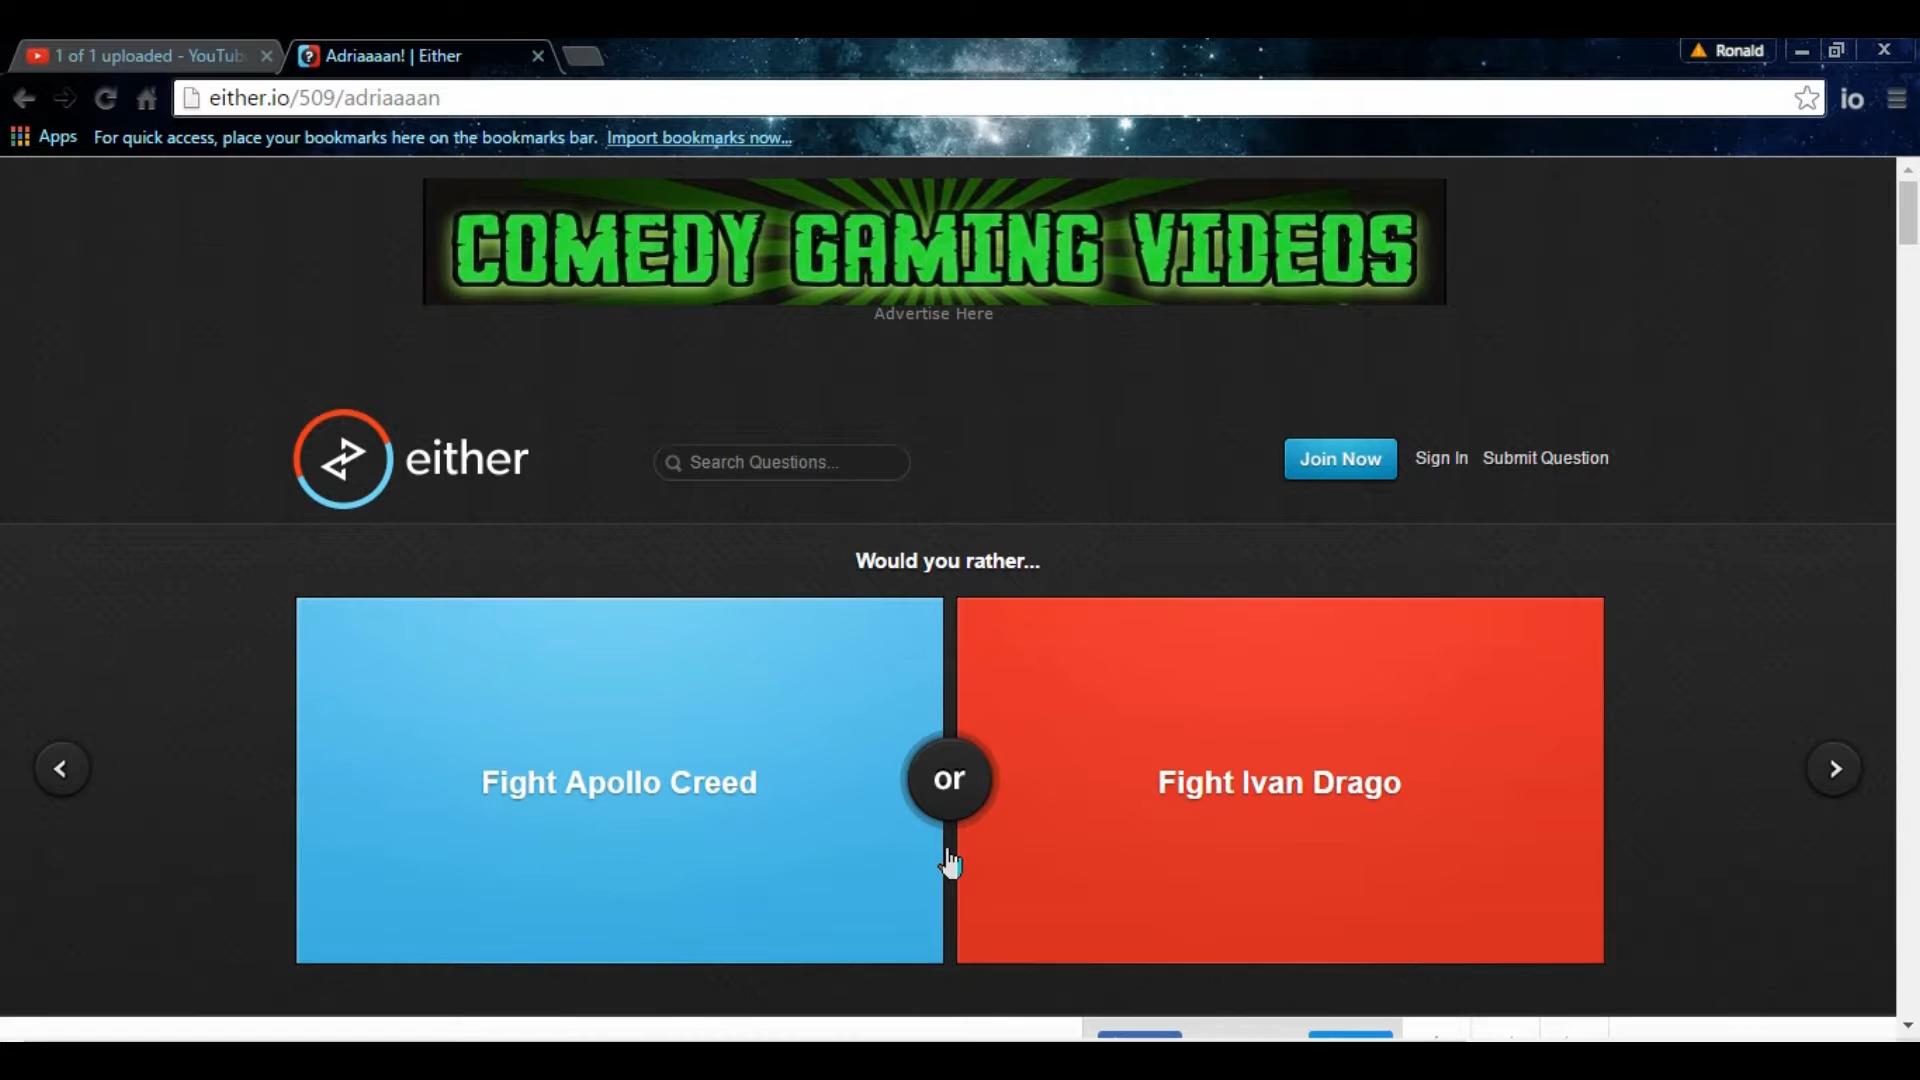 1 of 1 uploaded - YouTub
Adriaaaan! | Either
Ronald
either.io/509/adriaaaan
io
Apps
For quick access, place your bookmarks here on the bookmarks bar. Import bookmarks now...
COMEDY GAMING VIDEOS
Advertise Here
either
Search Questions...
Join Now
Sign In
Submit Question
Would you rather...
Fight Apollo Creed
or
Fight Ivan Drago